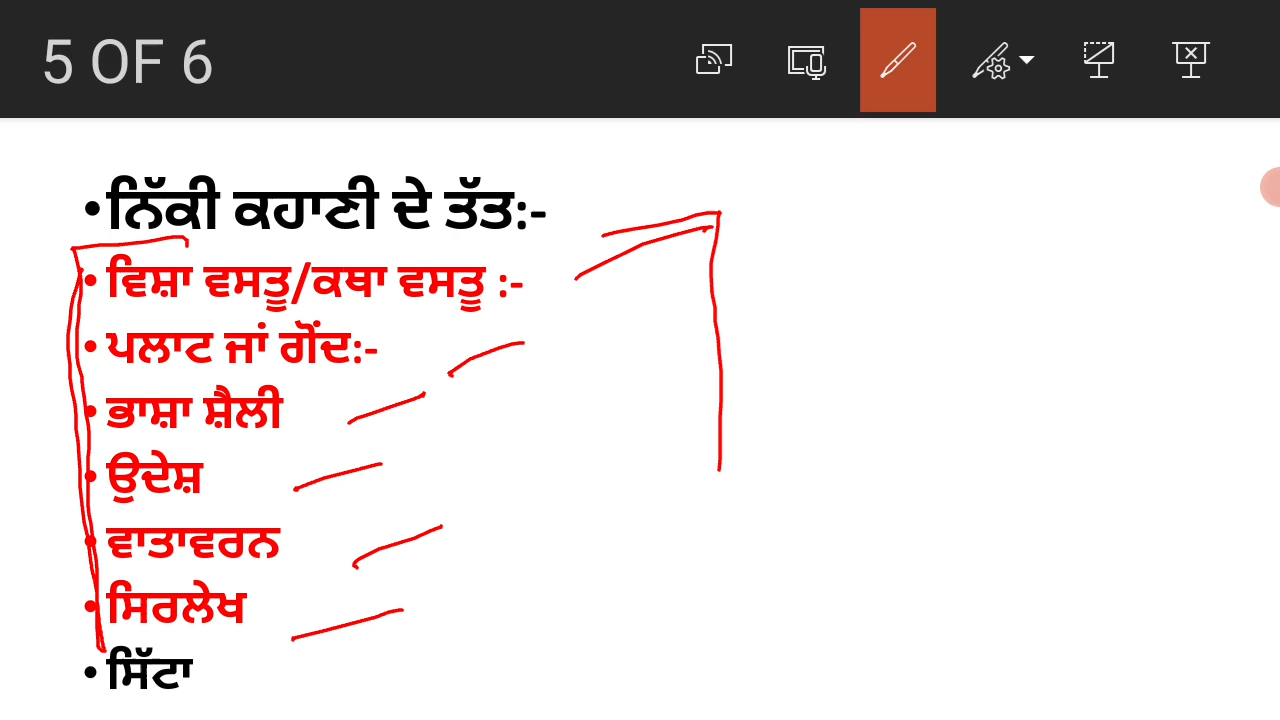 5 OF 6
•ਨਿੱਕੀ ਕਹਾਣੀ ਦੇ ਤੱਤ:-
• ਵਿਸ਼ਾ ਵਸਤੂ/ਕਥਾ ਵਸਤੂ :-
• ਪਲਾਟ ਜਾਂ ਗੋਂਦ:-
• ਭਾਸ਼ਾ ਸ਼ੈਲੀ
• ਉਦੇਸ਼
• ਵਾਤਾਵਰਨ
• ਸਿਰਲੇਖ
• ਸਿੱਟਾ